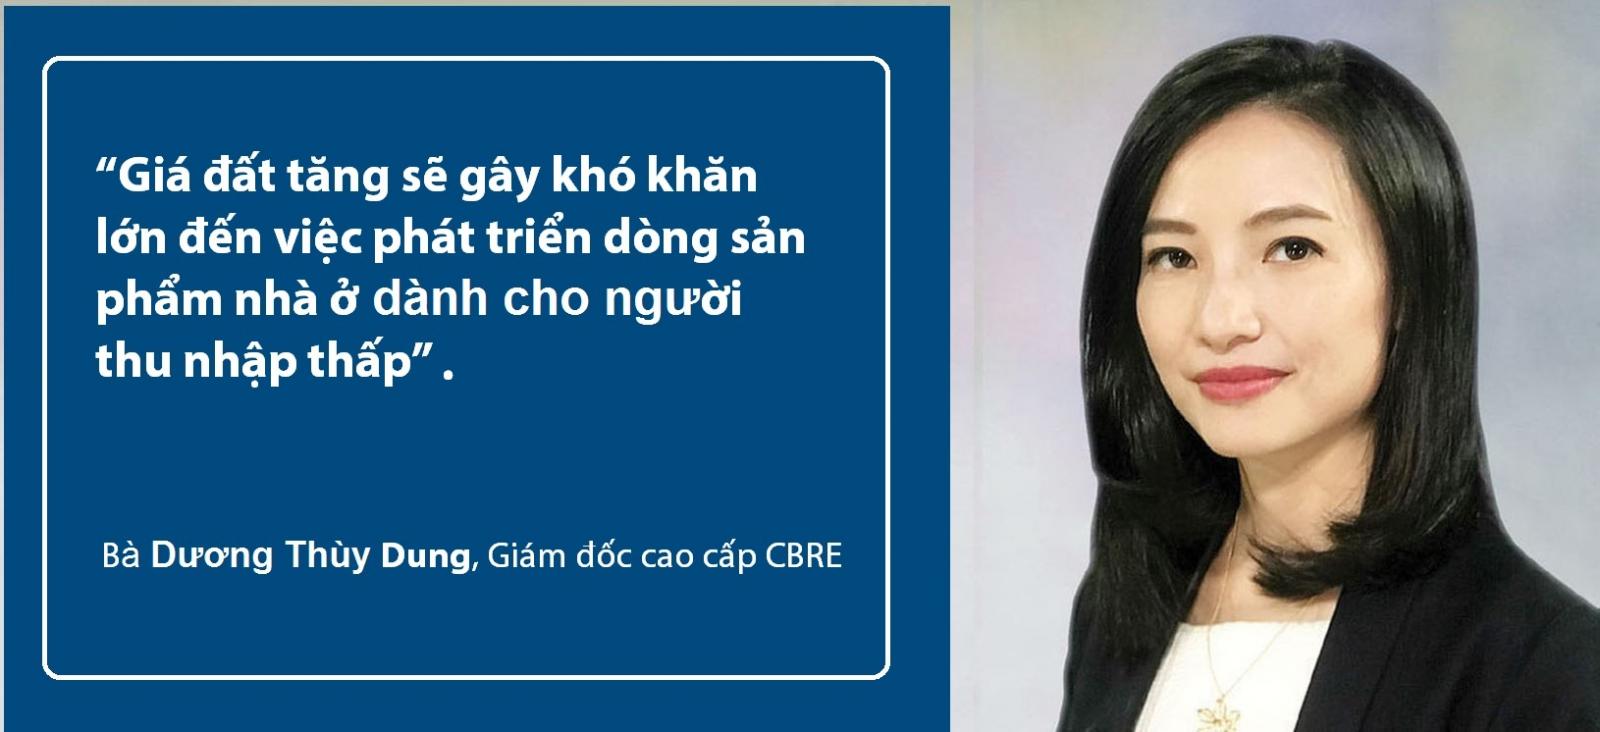 “Giá đất tăng sẽ gây khó khăn
lớn đến việc phát triển dòng sản
phẩm nhà ở dành cho người
thu nhập thấp” .
Bà Dương Thùy Dung, Giám đốc cao cấp CBRE